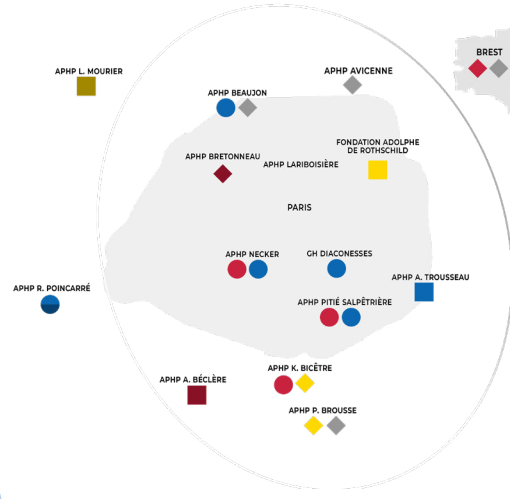 BREST
APHP L. MOURIER
APHP AVICENNE
APHP BEAUJON
FONDATION ADOLPHE
DE ROTHSCHILD
APHP BRETONNEAU
APHP LARIBOISIÈRE
PARIS
APHP NECKER
GH DIACONESSES
APHP A. TROUSSEAU
APHP R. POINCARRÉ
APHP PITIÉ SALPÊTRIÈRE
APHP K. BICÊTRE
APHP A. BÉCLÈRE
APHP P. BROUSSE